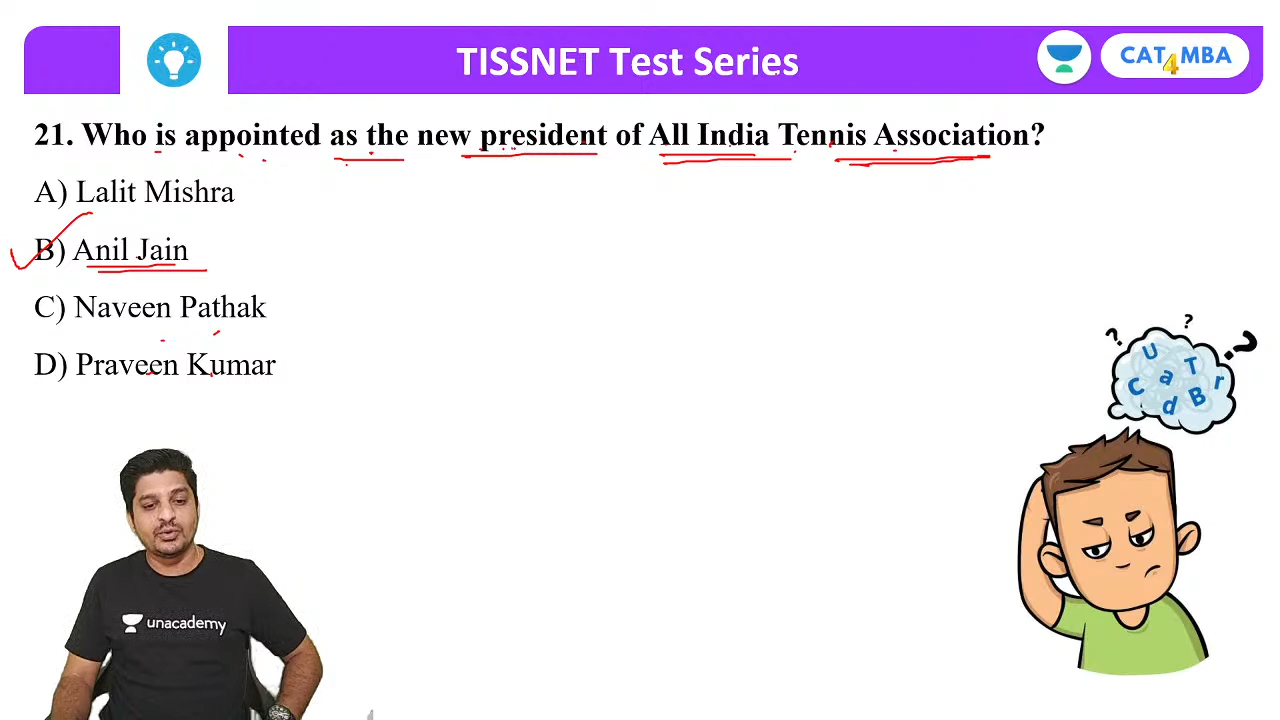 TISSNET Test Series
CAT4MBA
21. Who is appointed as the new president of All India Tennis Association?
A) Lalit Mishra
B) Anil Jain
C) Naveen Pathak
D) Praveen Kumar
? ? ?
U T r
C a B
d
unacademy